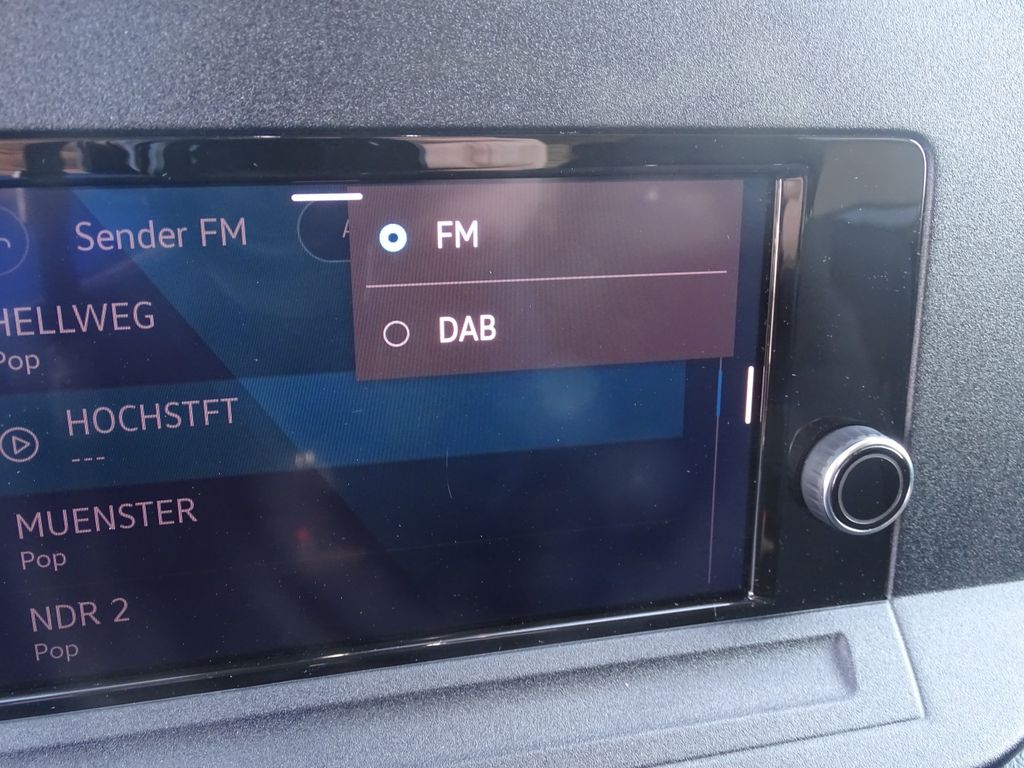 Sender FM
FM
HELLWEG
Pop
DAB
HOCHSTFT
---
MUENSTER
Pop
NDR 2
Pop